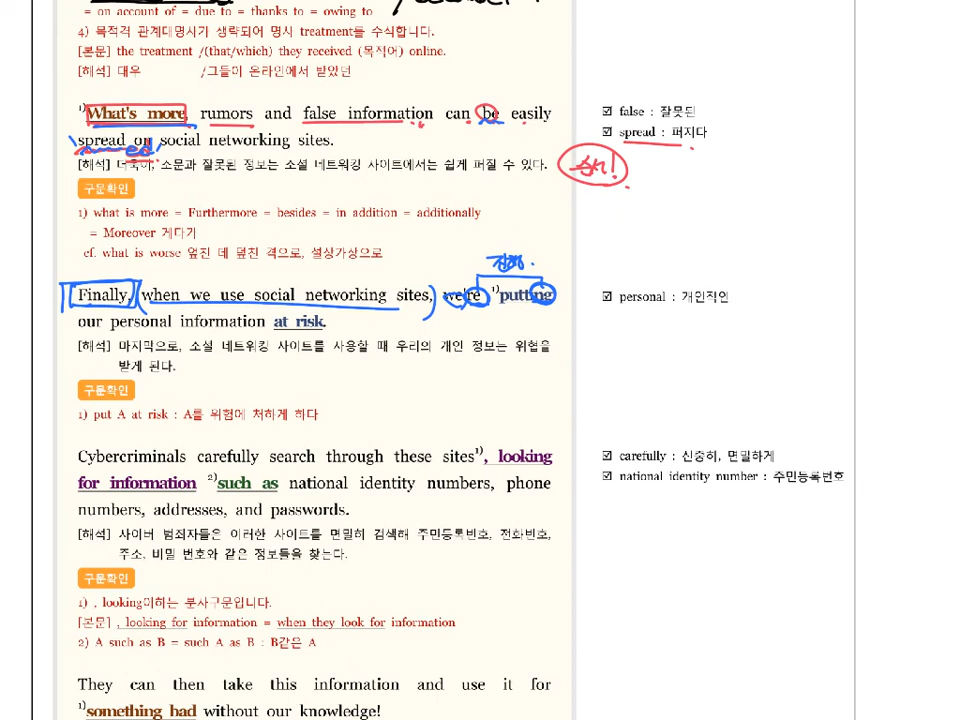 = on account of = due to = thanks to = owing to
4) 목적격 관계대명사가 생략되어 명사 treatment를 수식합니다.
[본문] the treatment /(that/which) they received (목적어) online.
[해석] 대우 /그들이 온라인에서 받았던
1)What's more, rumors and false information can be easily
spread on social networking sites.
ed
[해석] 더욱이, 소문과 잘못된 정보는 소셜 네트워킹 사이트에서는 쉽게 퍼질 수 있다.
☑ false : 잘못된
☑ spread : 퍼지다
구문확인
1) what is more = Furthermore = besides = in addition = additionally
= Moreover 게다가
cf. what is worse 엎친 데 덮친 격으로, 설상가상으로
Finally, when we use social networking sites, we're 1)putting
our personal information at risk.
☑ personal : 개인적인
[해석] 마지막으로, 소셜 네트워킹 사이트를 사용할 때 우리의 개인 정보는 위협을
받게 된다.
구문확인
1) put A at risk : A를 위험에 처하게 하다
Cybercriminals carefully search through these sites1), looking
for information 2)such as national identity numbers, phone
numbers, addresses, and passwords.
☑ carefully : 신중히, 면밀하게
☑ national identity number : 주민등록번호
[해석] 사이버 범죄자들은 이러한 사이트를 면밀히 검색해 주민등록번호, 전화번호,
주소, 비밀 번호와 같은 정보들을 찾는다.
구문확인
1) , looking이하는 분사구문입니다.
[본문] , looking for information = when they look for information
2) A such as B = such A as B : B같은 A
They can then take this information and use it for
1)something bad without our knowledge!